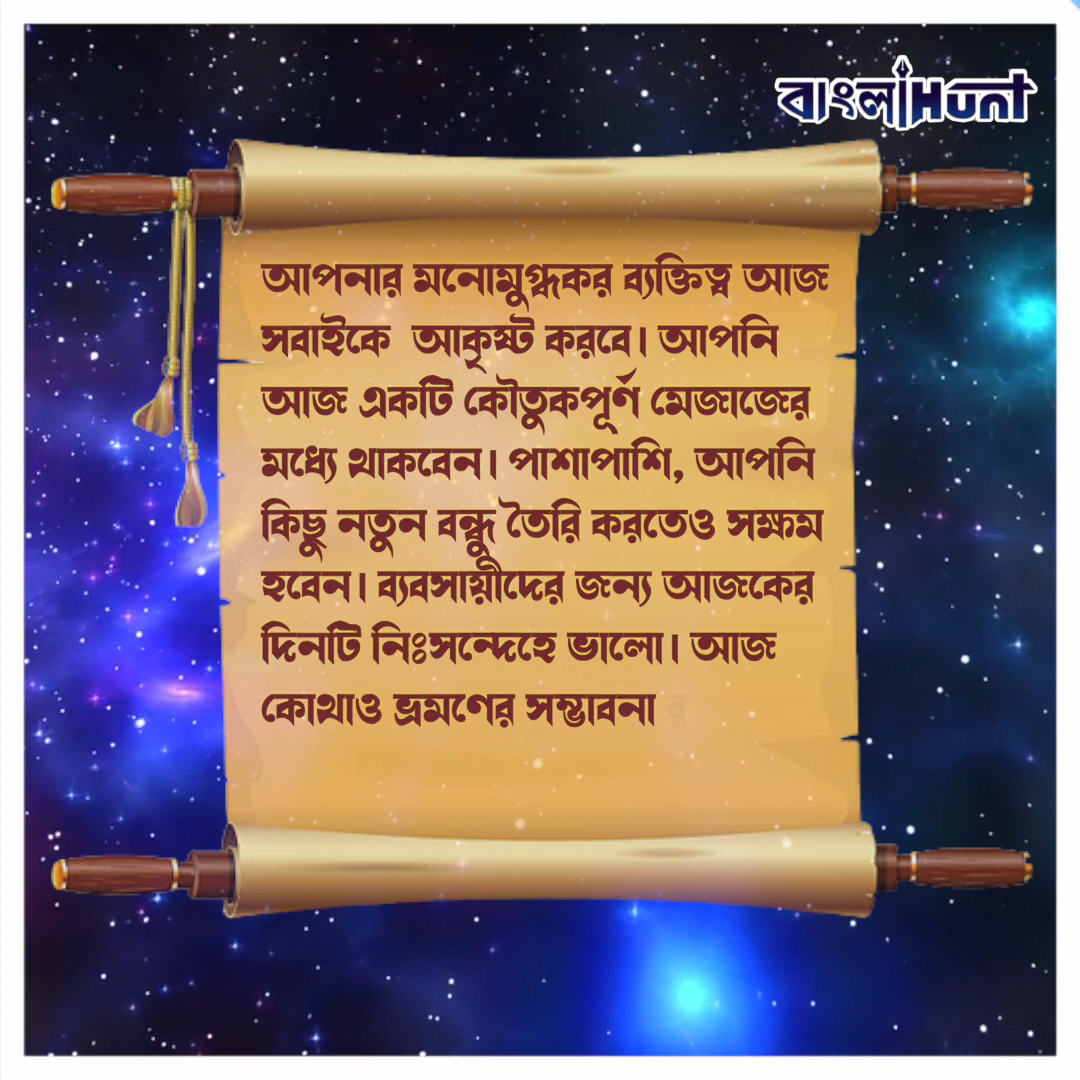 বাংলাHunt
আপনার মনোমুগ্ধকর ব্যক্তিত্ব আজ
সবাইকে আকৃষ্ট করবে। আপনি
আজ একটি কৌতুকপূর্ণ মেজাজের
মধ্যে থাকবেন। পাশাপাশি, আপনি
কিছু নতুন বন্ধু তৈরি করতেও সক্ষম
হবেন। ব্যবসায়ীদের জন্য আজকের
দিনটি নিঃসন্দেহে ভালো। আজ
কোথাও ভ্রমণের সম্ভাবনা র